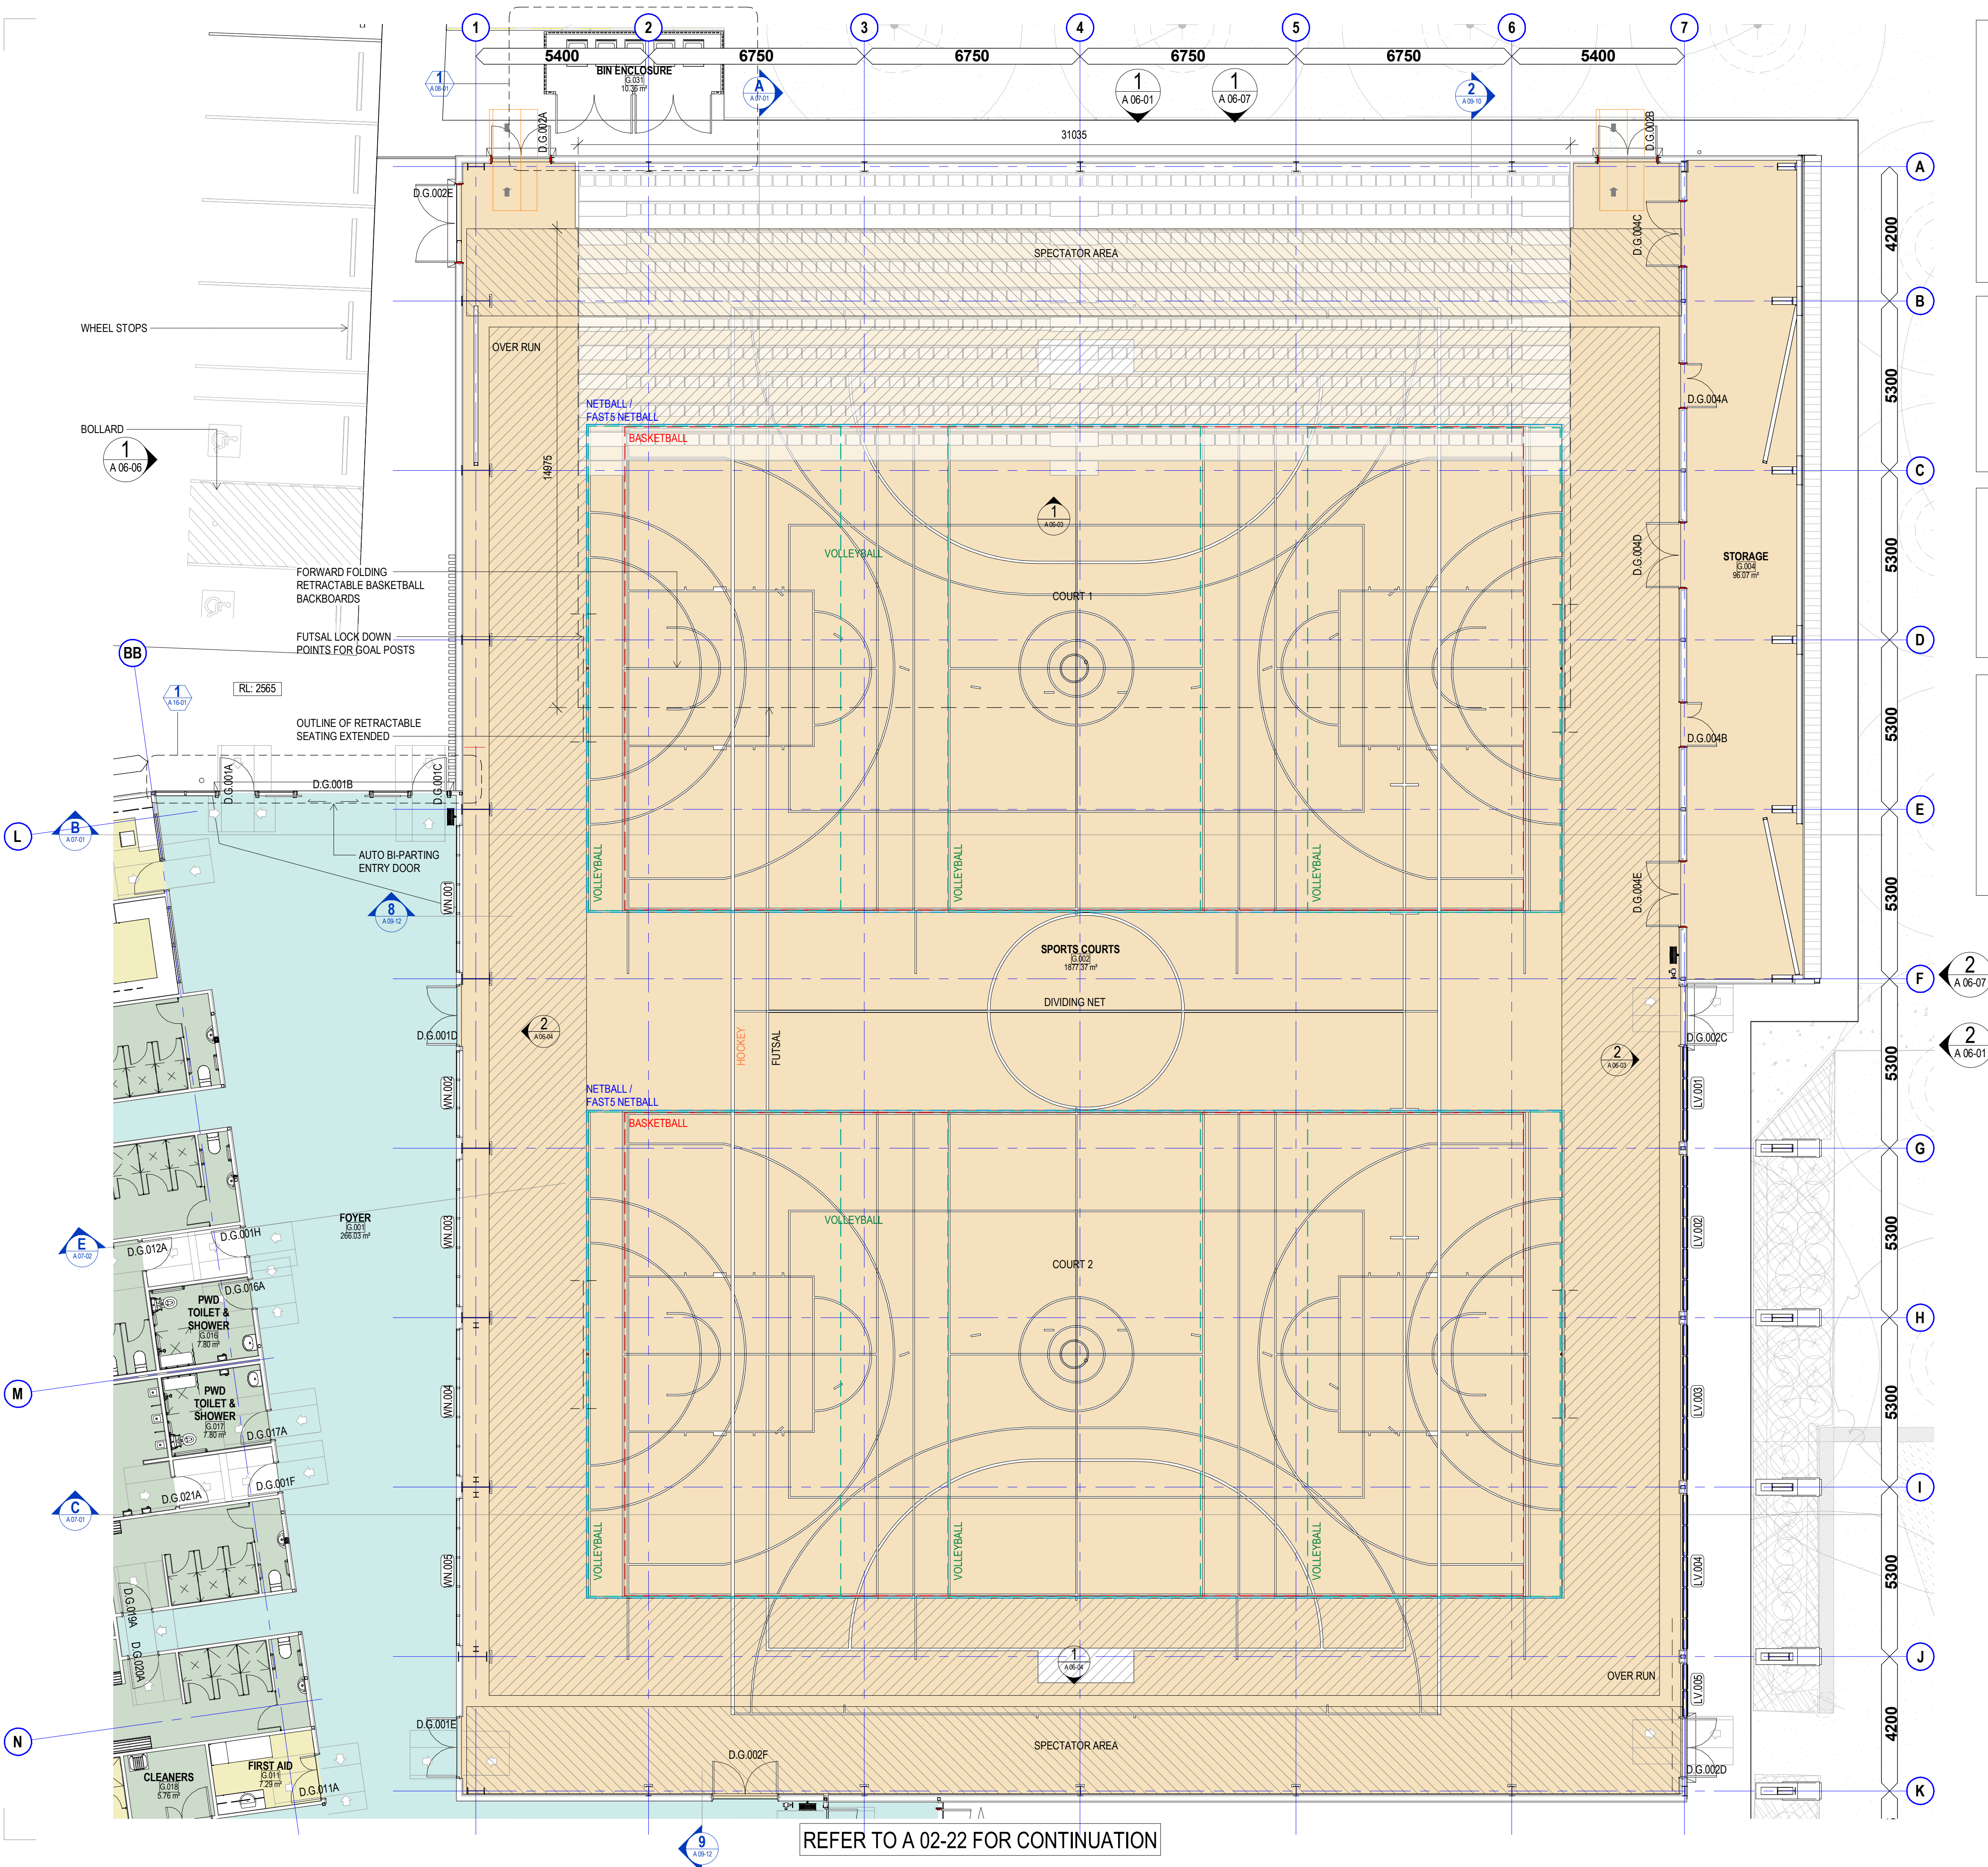 1
2
3
4
5
6
7
5400
6750
6750
6750
6750
5400
BIN ENCLOSURE
G.031
10.35 m²
1
A 08-01
A
A 07-01
1
A 06-01
1
A 06-07
2
A 09-10
31035
D.G.002A
D.G.002B
A
D.G.002E
D.G.004C
4200
SPECTATOR AREA
B
WHEEL STOPS
OVER RUN
5300
D.G.004A
NETBALL /
FAST5 NETBALL
BASKETBALL
BOLLARD
1
A 06-06
14975
C
1
A 06-03
VOLLEYBALL
D.G.004D
STORAGE
G.004
96.07 m²
5300
FORWARD FOLDING
RETRACTABLE BASKETBALL
BACKBOARDS
COURT 1
FUTSAL LOCK DOWN
POINTS FOR GOAL POSTS
D
BB
RL: 2565
1
A 16-01
OUTLINE OF RETRACTABLE
SEATING EXTENDED
5300
D.G.004B
D.G.001A
D.G.001B
D.G.001C
E
L
B
A 07-01
AUTO BI-PARTING
ENTRY DOOR
VOLLEYBALL
VOLLEYBALL
VOLLEYBALL
WN.001
8
A 09-12
D.G.004E
5300
SPORTS COURTS
G.002
1877.37 m²
F
2
A 06-07
DIVIDING NET
D.G.001D
2
A 06-04
HOCKEY
FUTSAL
D.G.002C
2
A 06-03
2
A 06-01
5300
NETBALL /
FAST5 NETBALL
BASKETBALL
WN.002
LV.001
G
FOYER
G.001
266.03 m²
WN.003
VOLLEYBALL
LV.002
5300
E
A 07-02
D.G.012A
D.G.001H
COURT 2
D.G.016A
PWD
TOILET &
SHOWER
G.016
7.80 m²
H
M
PWD
TOILET &
SHOWER
G.017
7.80 m²
D.G.017A
WN.004
LV.003
5300
D.G.021A
D.G.001F
I
C
A 07-01
VOLLEYBALL
VOLLEYBALL
VOLLEYBALL
WN.005
LV.004
5300
D.G.019A
D.G.020A
1
A 06-04
J
OVER RUN
LV.005
N
D.G.001E
SPECTATOR AREA
4200
D.G.002F
D.G.002D
CLEANERS
G.018
5.76 m²
FIRST AID
G.011
7.29 m²
D.G.011A
K
9
A 09-12
REFER TO A 02-22 FOR CONTINUATION